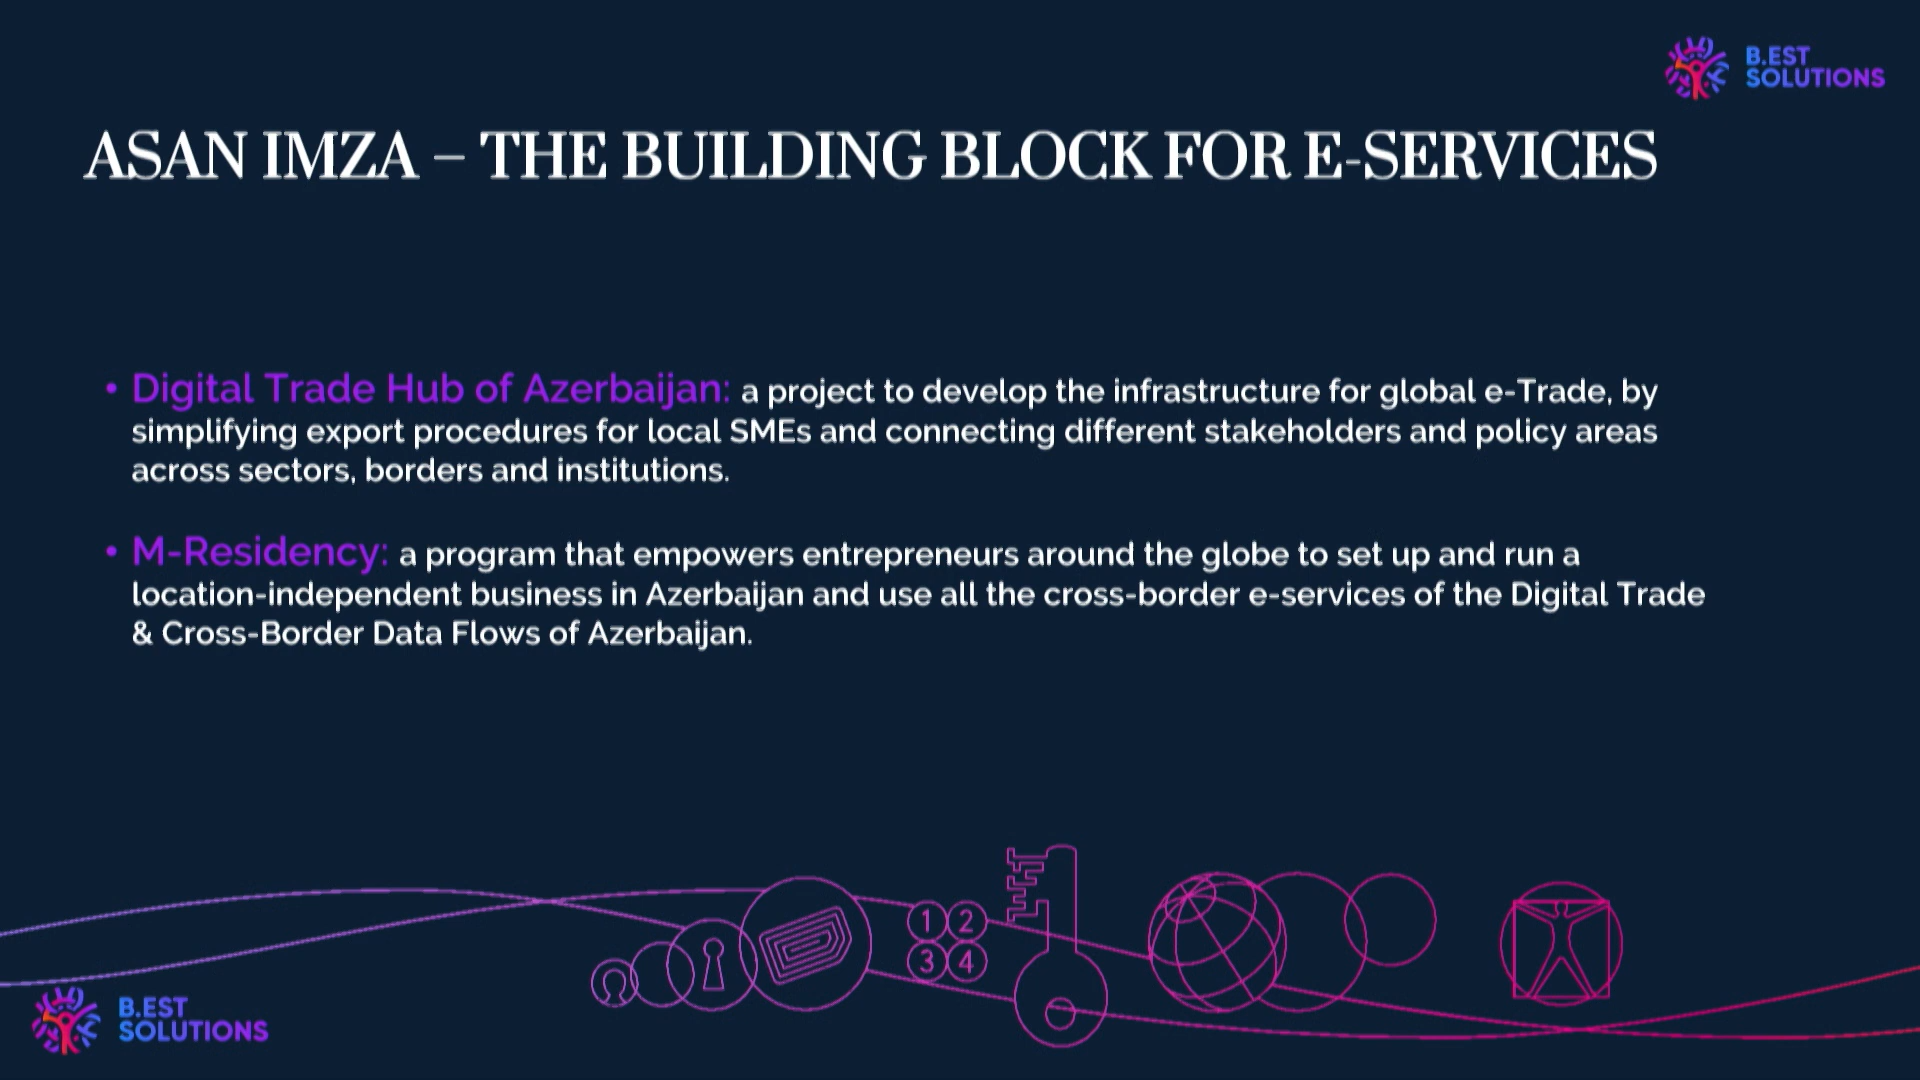 B.EST
SOLUTIONS
ASAN IMZA – THE BUILDING BLOCK FOR E-SERVICES
• Digital Trade Hub of Azerbaijan: a project to develop the infrastructure for global e-Trade, by
simplifying export procedures for local SMEs and connecting different stakeholders and policy areas
across sectors, borders and institutions.
• M-Residency: a program that empowers entrepreneurs around the globe to set up and run a
location-independent business in Azerbaijan and use all the cross-border e-services of the Digital Trade
& Cross-Border Data Flows of Azerbaijan.
1 2
3 4
B.EST
SOLUTIONS